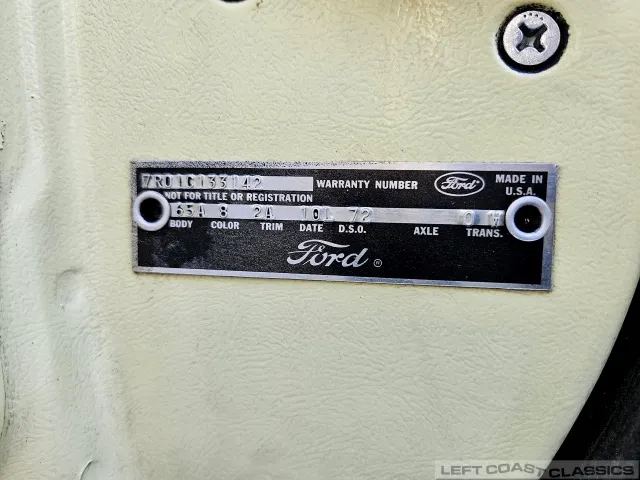 7R01C133142 WARRANTY NUMBER Ford MADE IN U.S.A.
NOT FOR TITLE OR REGISTRATION
65A 8 2A 10L 72 0 W
BODY COLOR TRIM DATE D.S.O. AXLE TRANS.
Ford ®
LEFT COAST CLASSICS